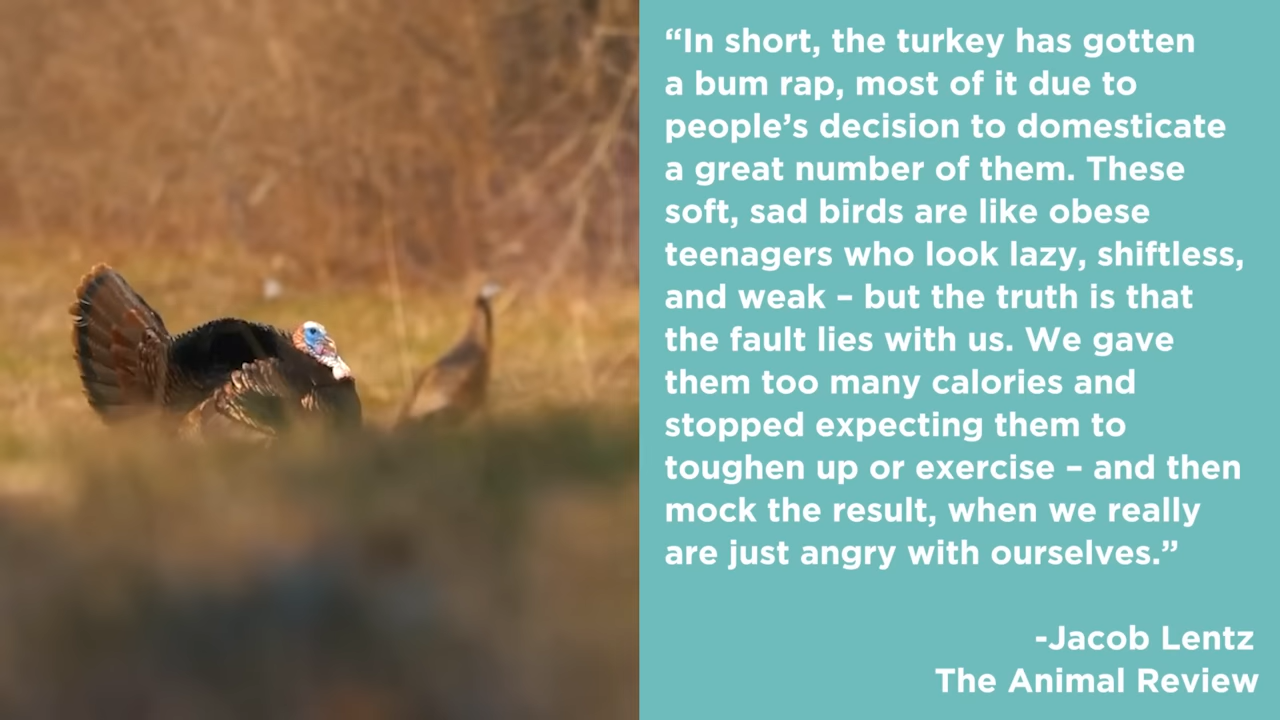 “In short, the turkey has gotten
a bum rap, most of it due to
people’s decision to domesticate
a great number of them. These
soft, sad birds are like obese
teenagers who look lazy, shiftless,
and weak – but the truth is that
the fault lies with us. We gave
them too many calories and
stopped expecting them to
toughen up or exercise – and then
mock the result, when we really
are just angry with ourselves.”
-Jacob Lentz
The Animal Review